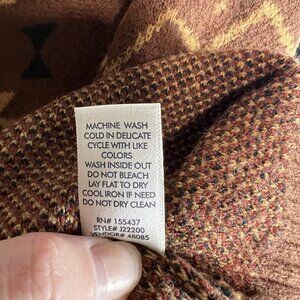 MACHINE WASH
COLD IN DELICATE
CYCLE WITH LIKE
COLORS
WASH INSIDE OUT
DO NOT BLEACH
LAY FLAT TO DRY
COOL IRON IF NEED
DO NOT DRY CLEAN
RN# 155437
STYLE# J22200
VENDOR# 48085